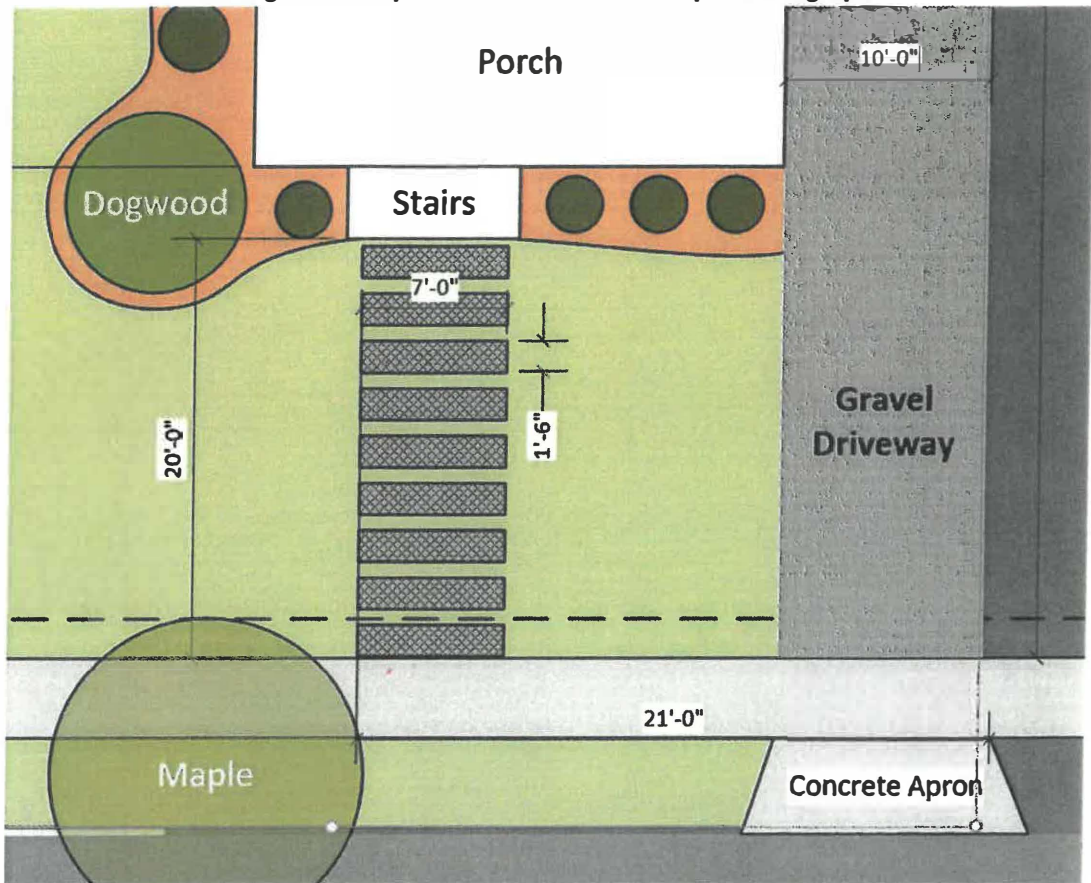 Porch
10'-0"
Dogwood
Stairs
7'-0"
20'-0"
1'-6"
Gravel
Driveway
21'-0"
Maple
Concrete Apron